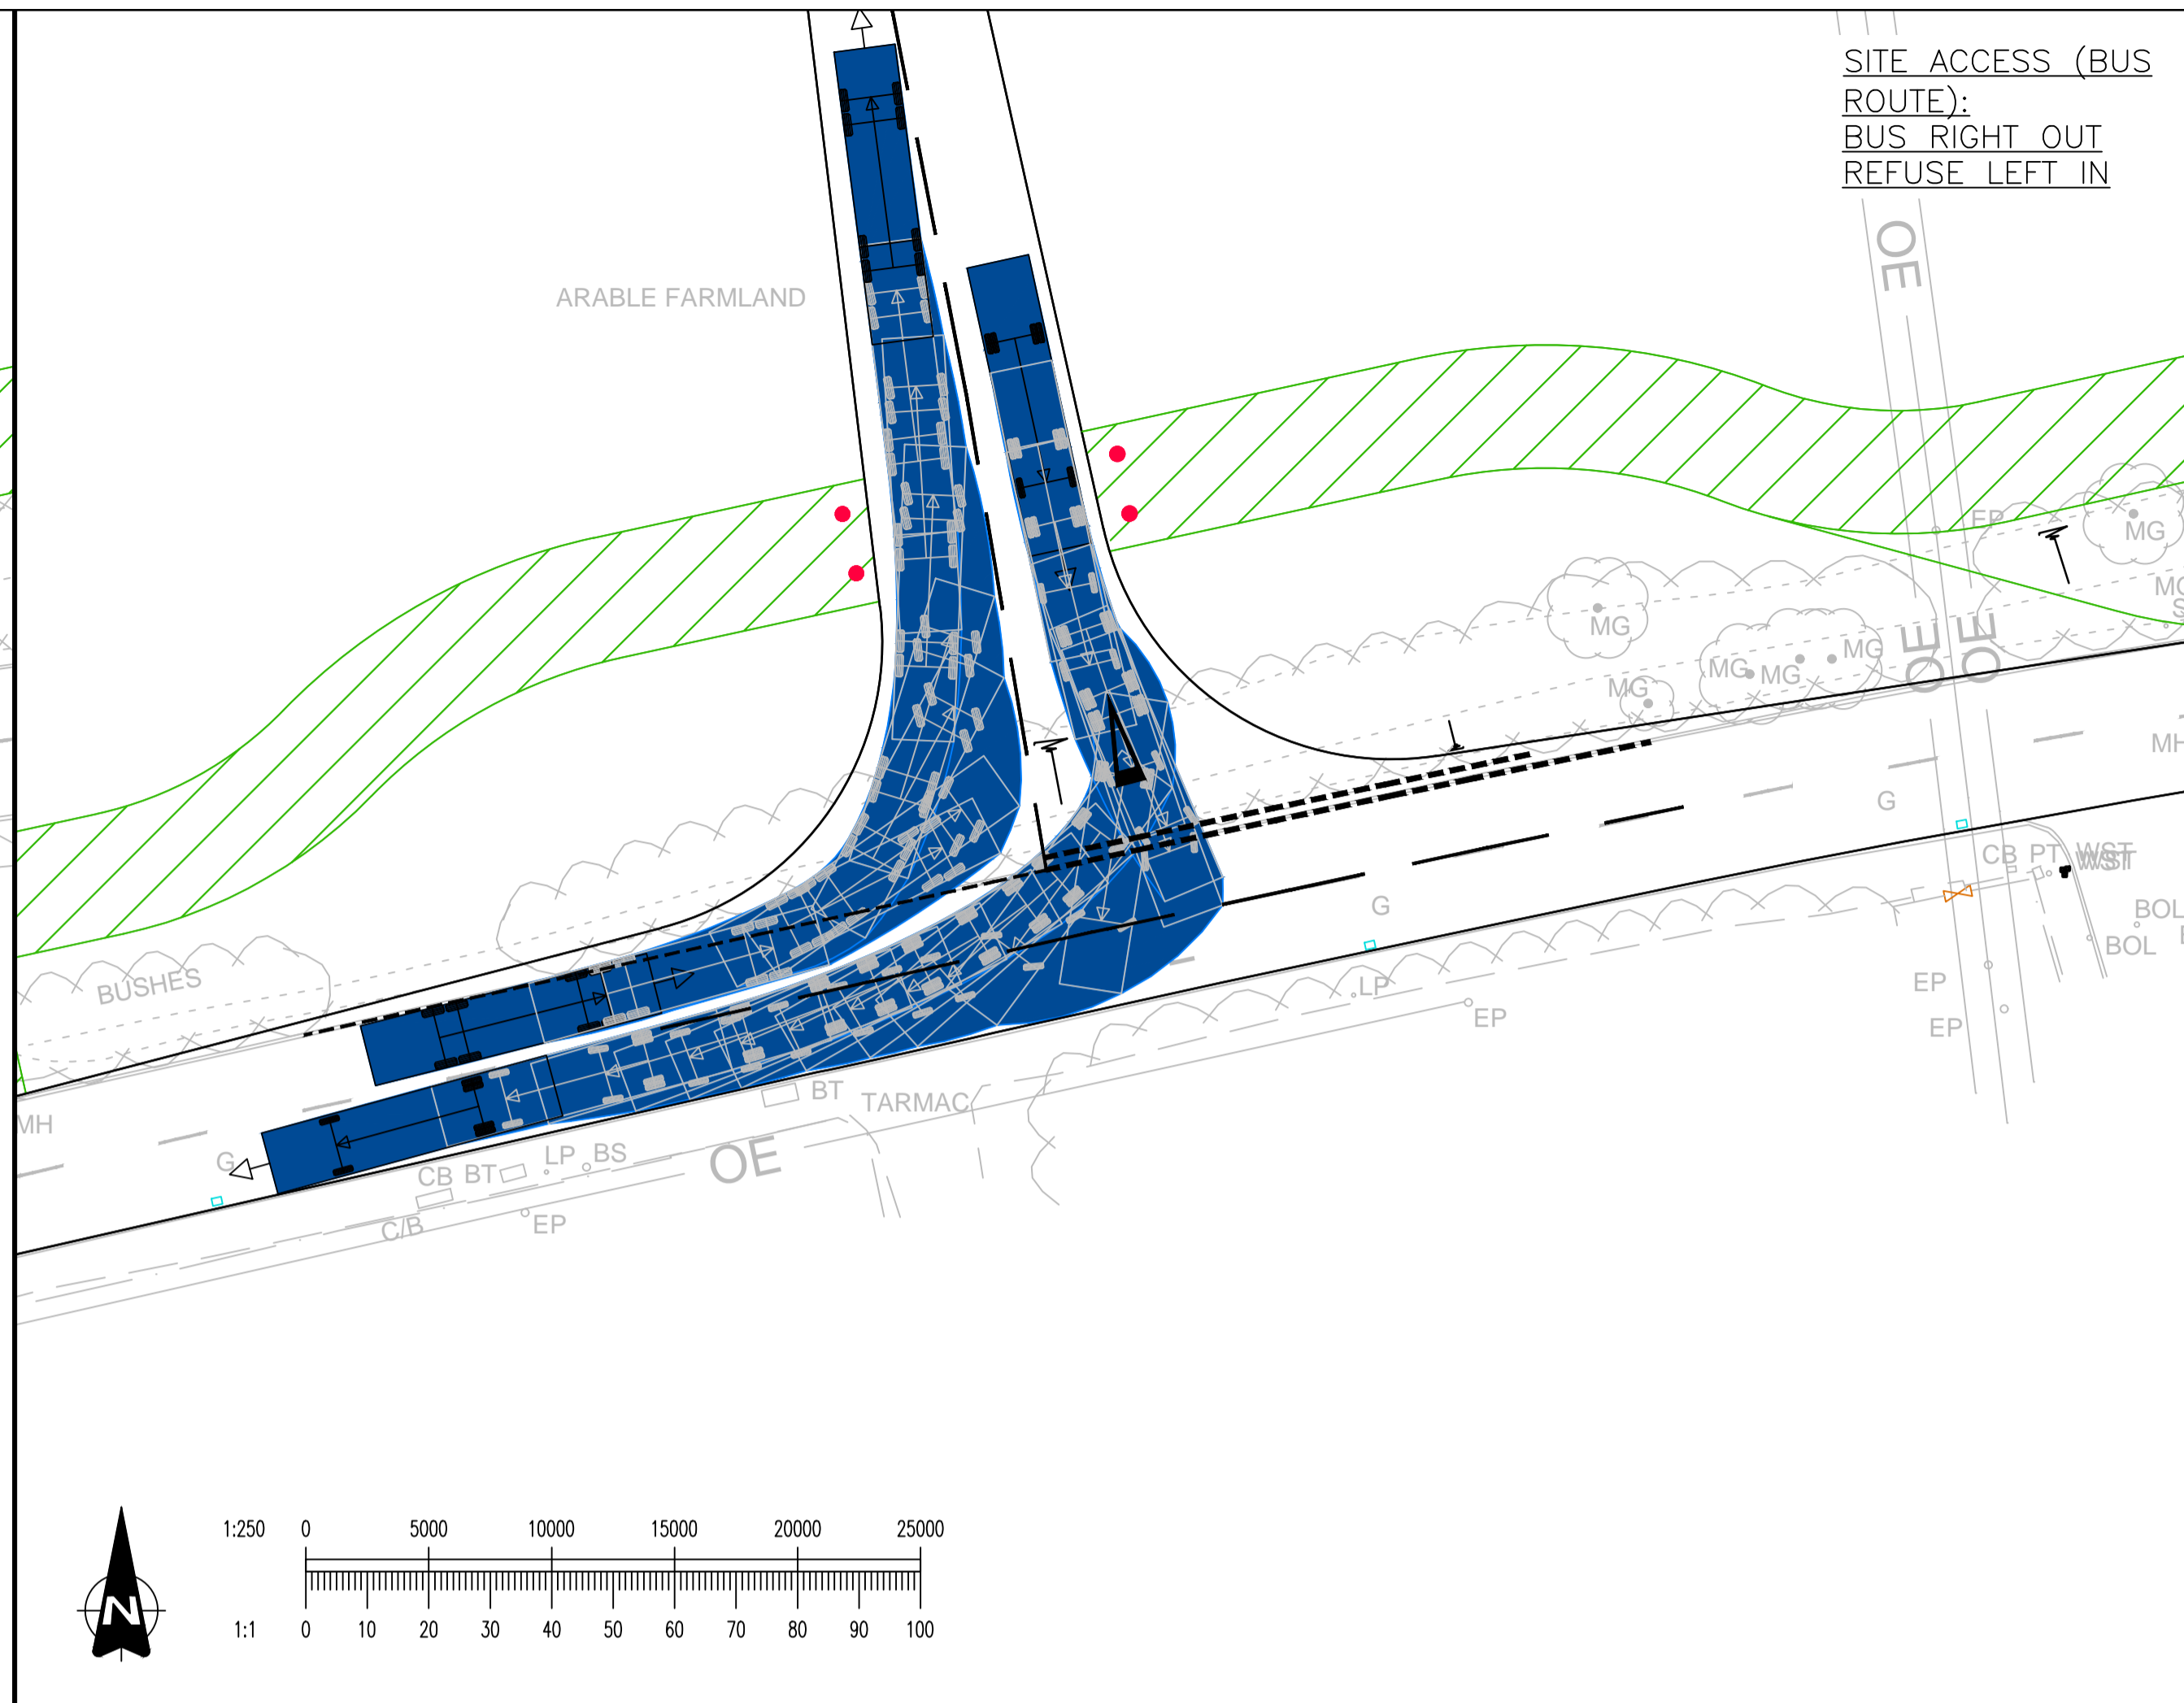 SITE ACCESS (BUS
ROUTE):
BUS RIGHT OUT
REFUSE LEFT IN
OE
ARABLE FARMLAND
EP
MG
MG
MG
MG
MG
MG
OE
OE
MG
MH
G
CB
PT
WST
WST
BOL
BOL
G
EP
EP
LP
EP
BUSHES
MH
BT
TARMAC
G
CB
BT
LP
BS
OE
EP
C/B
1:250 0 5000 10000 15000 20000 25000
N
1:1 0 10 20 30 40 50 60 70 80 90 100